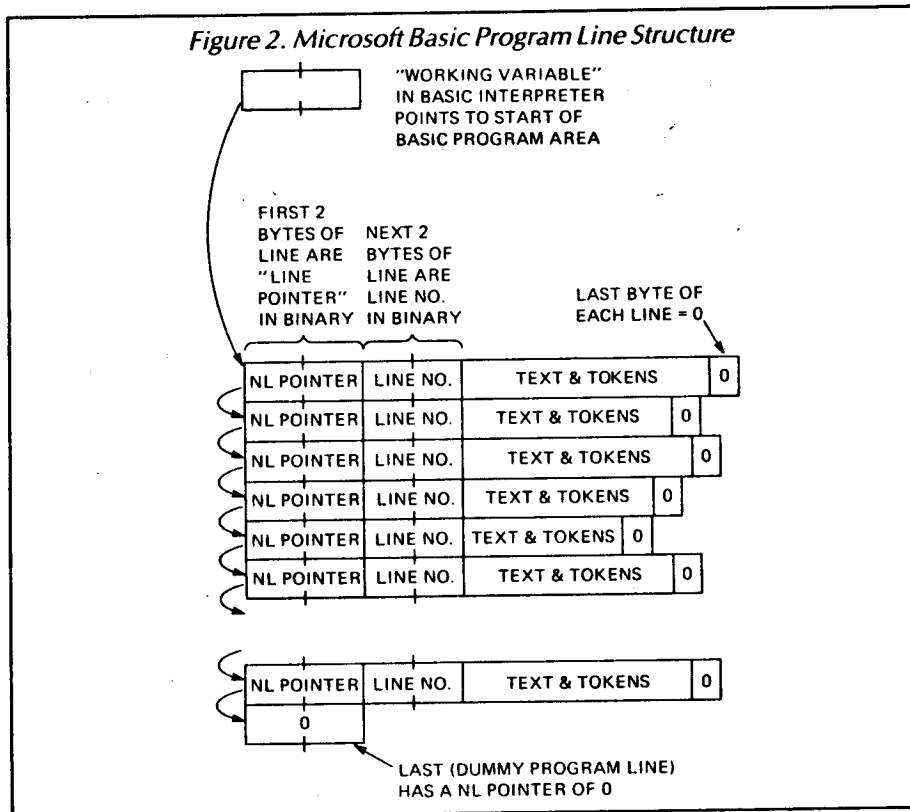 Figure 2. Microsoft Basic Program Line Structure
"WORKING VARIABLE"
IN BASIC INTERPRETER
POINTS TO START OF
BASIC PROGRAM AREA
FIRST 2
BYTES OF
LINE ARE
"LINE
POINTER"
IN BINARY
NEXT 2
BYTES OF
LINE ARE
LINE NO.
IN BINARY
LAST BYTE OF
EACH LINE = 0
NL POINTER LINE NO. TEXT & TOKENS 0
NL POINTER LINE NO. TEXT & TOKENS 0
NL POINTER LINE NO. TEXT & TOKENS 0
NL POINTER LINE NO. TEXT & TOKENS 0
NL POINTER LINE NO. TEXT & TOKENS 0
NL POINTER LINE NO. TEXT & TOKENS 0
NL POINTER LINE NO. TEXT & TOKENS 0
0
LAST (DUMMY PROGRAM LINE)
HAS A NL POINTER OF 0